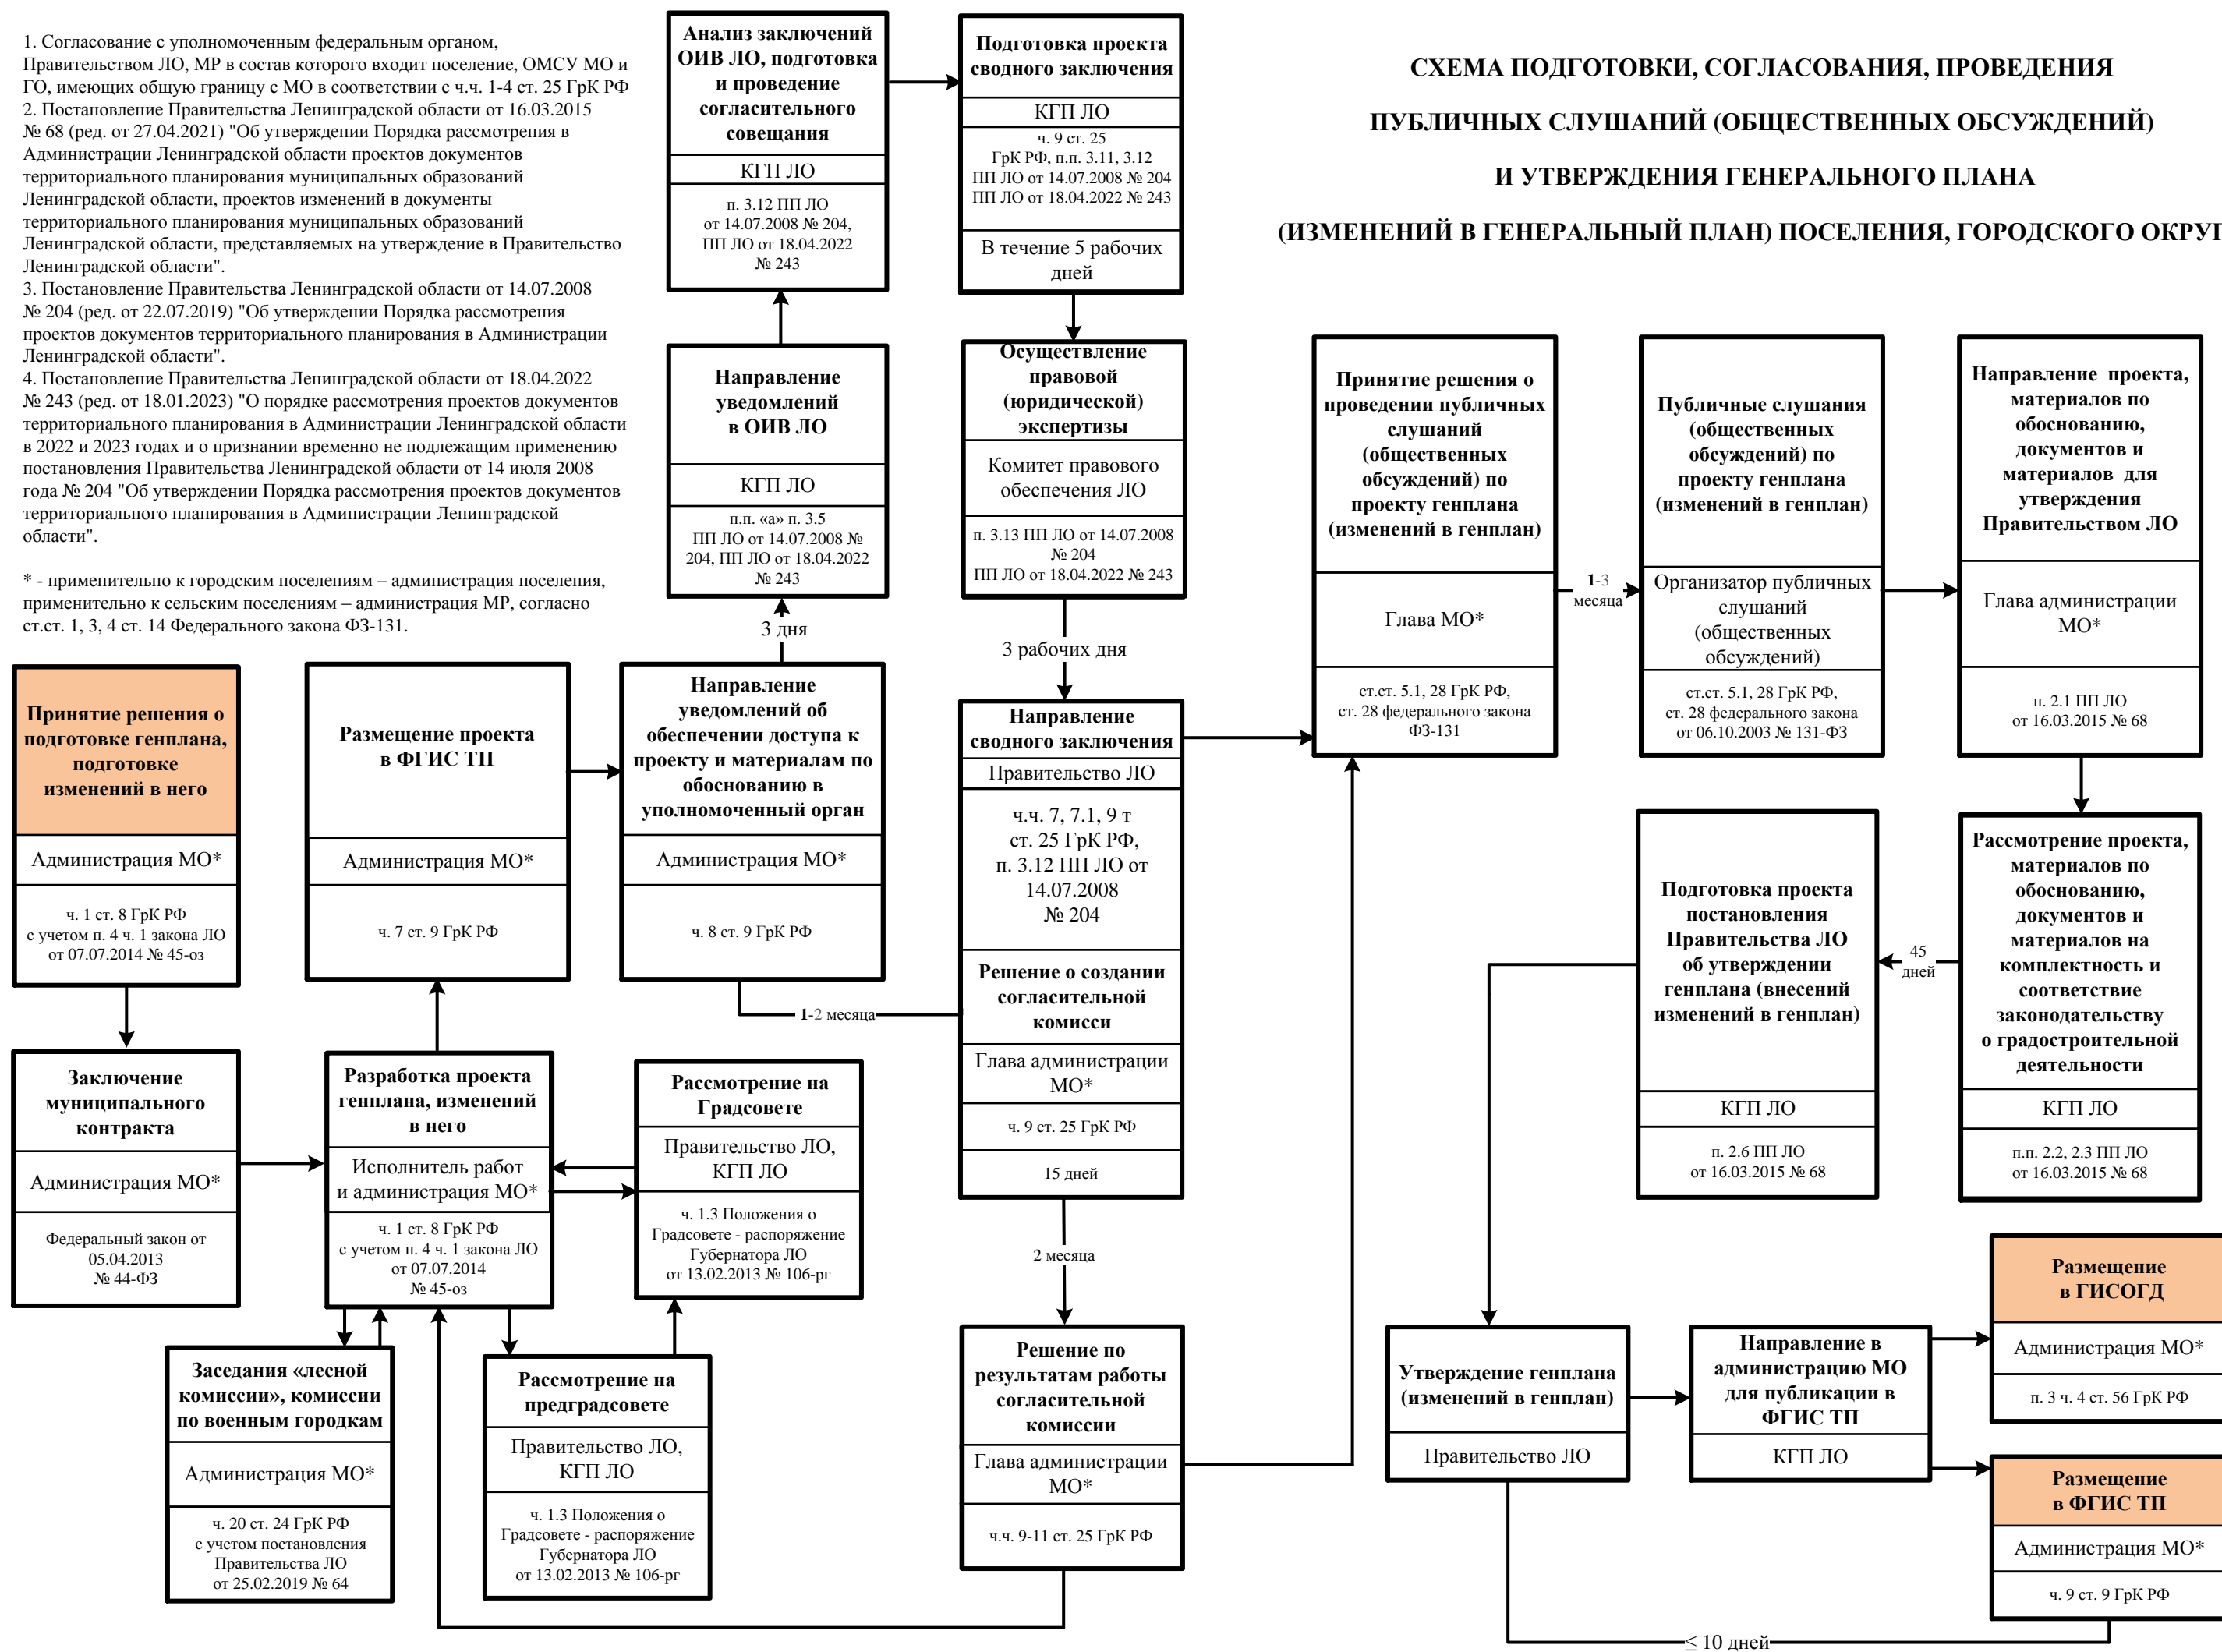 1. Согласование с уполномоченным федеральным органом,
Правительством ЛО, МР в состав которого входит поселение, ОМСУ МО и
ГО, имеющих общую границу с МО в соответствии с ч.ч. 1-4 ст. 25 ГрК РФ
2. Постановление Правительства Ленинградской области от 16.03.2015
№ 68 (ред. от 27.04.2021) "Об утверждении Порядка рассмотрения в
Администрации Ленинградской области проектов документов
территориального планирования муниципальных образований
Ленинградской области, проектов изменений в документы
территориального планирования муниципальных образований
Ленинградской области, представляемых на утверждение в Правительство
Ленинградской области".
3. Постановление Правительства Ленинградской области от 14.07.2008
№ 204 (ред. от 22.07.2019) "Об утверждении Порядка рассмотрения
проектов документов территориального планирования в Администрации
Ленинградской области".
4. Постановление Правительства Ленинградской области от 18.04.2022
№ 243 (ред. от 18.01.2023) "О порядке рассмотрения проектов документов
территориального планирования в Администрации Ленинградской области
в 2022 и 2023 годах и о признании временно не подлежащим применению
постановления Правительства Ленинградской области от 14 июля 2008
года № 204 "Об утверждении Порядка рассмотрения проектов документов
территориального планирования в Администрации Ленинградской
области".
* - применительно к городским поселениям – администрация поселения,
применительно к сельским поселениям – администрация МР, согласно
ст.ст. 1, 3, 4 ст. 14 Федерального закона ФЗ-131.
СХЕМА ПОДГОТОВКИ, СОГЛАСОВАНИЯ, ПРОВЕДЕНИЯ
ПУБЛИЧНЫХ СЛУШАНИЙ (ОБЩЕСТВЕННЫХ ОБСУЖДЕНИЙ)
И УТВЕРЖДЕНИЯ ГЕНЕРАЛЬНОГО ПЛАНА
(ИЗМЕНЕНИЙ В ГЕНЕРАЛЬНЫЙ ПЛАН) ПОСЕЛЕНИЯ, ГОРОДСКОГО ОКРУГ
Анализ заключений
ОИВ ЛО, подготовка
и проведение
согласительного
совещания
КГП ЛО
п. 3.12 ПП ЛО
от 14.07.2008 № 204,
ПП ЛО от 18.04.2022
№ 243
Подготовка проекта
сводного заключения
КГП ЛО
ч. 9 ст. 25
ГрК РФ, п.п. 3.11, 3.12
ПП ЛО от 14.07.2008 № 204
ПП ЛО от 18.04.2022 № 243
В течение 5 рабочих
дней
Направление
уведомлений
в ОИВ ЛО
КГП ЛО
п.п. «а» п. 3.5
ПП ЛО от 14.07.2008 №
204, ПП ЛО от 18.04.2022
№ 243
3 дня
Осуществление
правовой
(юридической)
экспертизы
Комитет правового
обеспечения ЛО
п. 3.13 ПП ЛО от 14.07.2008
№ 204
ПП ЛО от 18.04.2022 № 243
3 рабочих дня
Принятие решения о
проведении публичных
слушаний
(общественных
обсуждений) по
проекту генплана
(изменений в генплан)
Глава МО*
ст.ст. 5.1, 28 ГрК РФ,
ст. 28 федерального закона
ФЗ-131
1-3
месяца
Публичные слушания
(общественных
обсуждений) по
проекту генплана
(изменений в генплан)
Организатор публичных
слушаний
(общественных
обсуждений)
ст.ст. 5.1, 28 ГрК РФ,
ст. 28 федерального закона
от 06.10.2003 № 131-ФЗ
Направление проекта,
материалов по
обоснованию,
документов и
материалов для
утверждения
Правительством ЛО
Глава администрации
МО*
п. 2.1 ПП ЛО
от 16.03.2015 № 68
Принятие решения о
подготовке генплана,
подготовке
изменений в него
Администрация МО*
ч. 1 ст. 8 ГрК РФ
с учетом п. 4 ч. 1 закона ЛО
от 07.07.2014 № 45-оз
Размещение проекта
в ФГИС ТП
Администрация МО*
ч. 7 ст. 9 ГрК РФ
Направление
уведомлений об
обеспечении доступа к
проекту и материалам по
обоснованию в
уполномоченный орган
Администрация МО*
ч. 8 ст. 9 ГрК РФ
1-2 месяца
Направление
сводного заключения
Правительство ЛО
ч.ч. 7, 7.1, 9 т
ст. 25 ГрК РФ,
п. 3.12 ПП ЛО от
14.07.2008
№ 204
Решение о создании
согласительной
комисси
Глава администрации
МО*
ч. 9 ст. 25 ГрК РФ
15 дней
2 месяца
Подготовка проекта
постановления
Правительства ЛО
об утверждении
генплана (внесений
изменений в генплан)
КГП ЛО
п. 2.6 ПП ЛО
от 16.03.2015 № 68
45
дней
Рассмотрение проекта,
материалов по
обоснованию,
документов и
материалов на
комплектность и
соответствие
законодательству
о градостроительной
деятельности
КГП ЛО
п.п. 2.2, 2.3 ПП ЛО
от 16.03.2015 № 68
Заключение
муниципального
контракта
Администрация МО*
Федеральный закон от
05.04.2013
№ 44-ФЗ
Разработка проекта
генплана, изменений
в него
Исполнитель работ
и администрация МО*
ч. 1 ст. 8 ГрК РФ
с учетом п. 4 ч. 1 закона ЛО
от 07.07.2014
№ 45-оз
Рассмотрение на
Градсовете
Правительство ЛО,
КГП ЛО
ч. 1.3 Положения о
Градсовете - распоряжение
Губернатора ЛО
от 13.02.2013 № 106-рг
Заседания «лесной
комиссии», комиссии
по военным городкам
Администрация МО*
ч. 20 ст. 24 ГрК РФ
с учетом постановления
Правительства ЛО
от 25.02.2019 № 64
Рассмотрение на
предградсовете
Правительство ЛО,
КГП ЛО
ч. 1.3 Положения о
Градсовете - распоряжение
Губернатора ЛО
от 13.02.2013 № 106-рг
Решение по
результатам работы
согласительной
комиссии
Глава администрации
МО*
ч.ч. 9-11 ст. 25 ГрК РФ
Утверждение генплана
(изменений в генплан)
Правительство ЛО
Направление в
администрацию МО
для публикации в
ФГИС ТП
КГП ЛО
Размещение
в ГИСОГД
Администрация МО*
п. 3 ч. 4 ст. 56 ГрК РФ
Размещение
в ФГИС ТП
Администрация МО*
ч. 9 ст. 9 ГрК РФ
≤ 10 дней